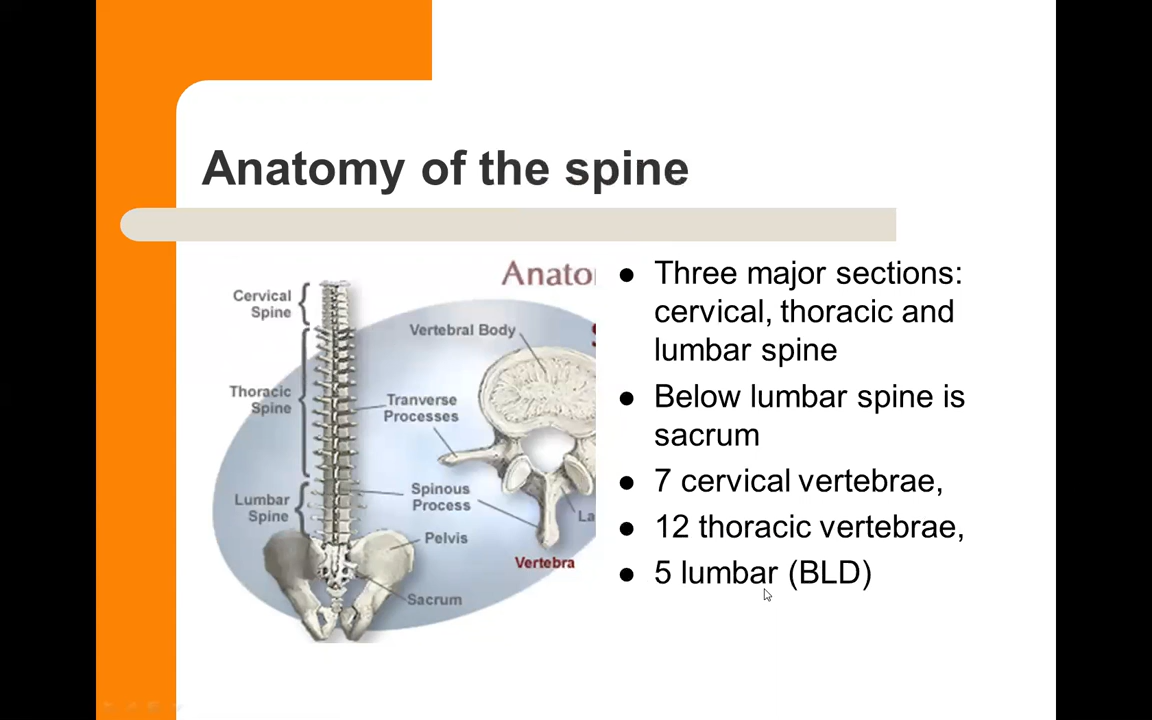 Anatomy of the spine
Anato
Cervical
Spine
Vertebral Body
Thoracic
Spine
Tranverse
Processes
Lumbar
Spine
Spinous
Process
La
Pelvis
Vertebra
Sacrum
● Three major sections:
cervical, thoracic and
lumbar spine
● Below lumbar spine is
sacrum
● 7 cervical vertebrae,
● 12 thoracic vertebrae,
● 5 lumbar (BLD)